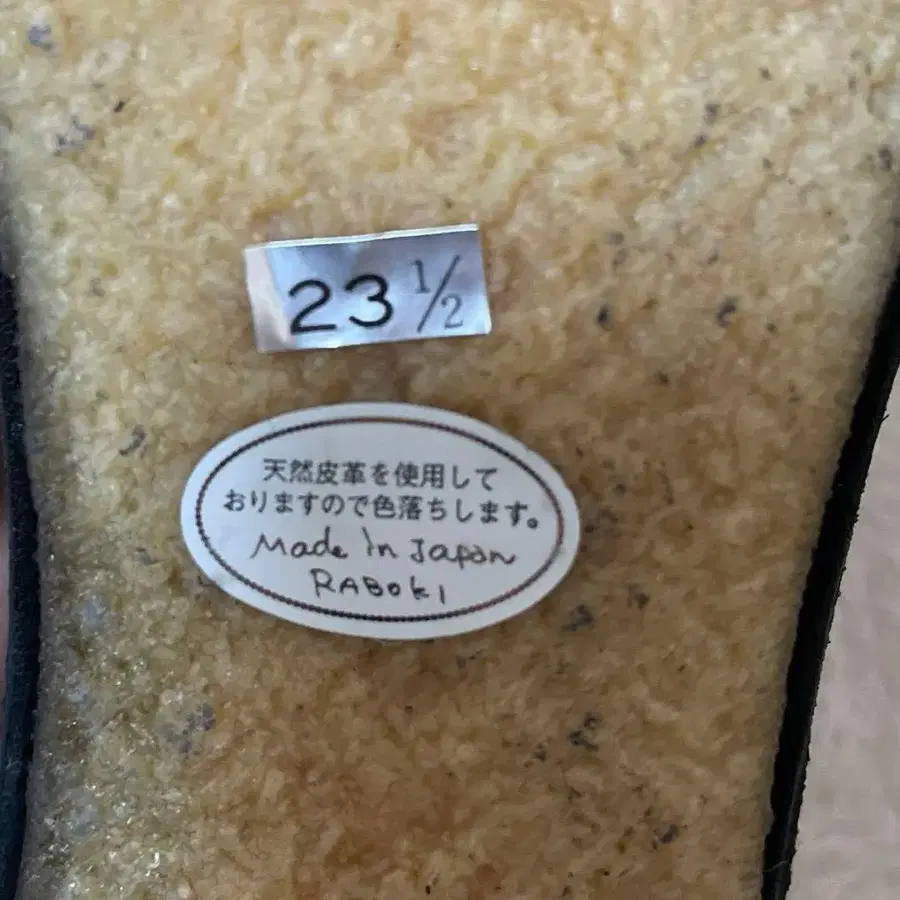 23 1/2
天然皮革を使用して
おりますので色落ちします。
Made in Japan
RABOKI